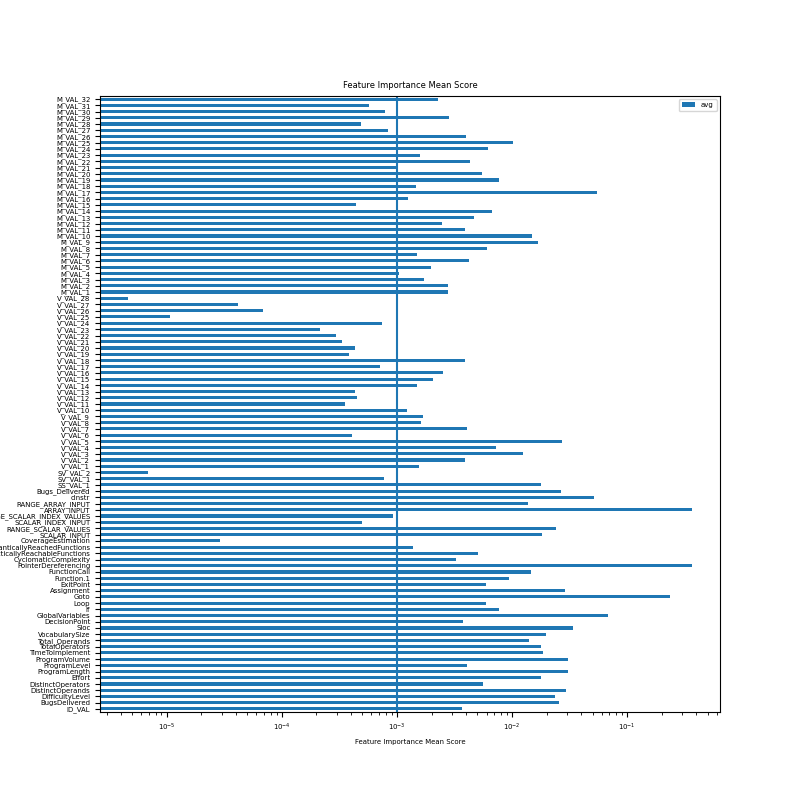 Feature Importance Mean Score
avg
M_VAL_32
M_VAL_31
M_VAL_30
M_VAL_29
M_VAL_28
M_VAL_27
M_VAL_26
M_VAL_25
M_VAL_24
M_VAL_23
M_VAL_22
M_VAL_21
M_VAL_20
M_VAL_19
M_VAL_18
M_VAL_17
M_VAL_16
M_VAL_15
M_VAL_14
M_VAL_13
M_VAL_12
M_VAL_11
M_VAL_10
M_VAL_9
M_VAL_8
M_VAL_7
M_VAL_6
M_VAL_5
M_VAL_4
M_VAL_3
M_VAL_2
M_VAL_1
V_VAL_28
V_VAL_27
V_VAL_26
V_VAL_25
V_VAL_24
V_VAL_23
V_VAL_22
V_VAL_21
V_VAL_20
V_VAL_19
V_VAL_18
V_VAL_17
V_VAL_16
V_VAL_15
V_VAL_14
V_VAL_13
V_VAL_12
V_VAL_11
V_VAL_10
V_VAL_9
V_VAL_8
V_VAL_7
V_VAL_6
V_VAL_5
V_VAL_4
V_VAL_3
V_VAL_2
V_VAL_1
SV_VAL_2
SV_VAL_1
SS_VAL_1
Bugs_Delivered
cInstr
RANGE_ARRAY_INPUT
ARRAY_INPUT
E_SCALAR_INDEX_VALUES
SCALAR_INDEX_INPUT
RANGE_SCALAR_VALUES
SCALAR_INPUT
CoverageEstimation
anticallyReachedFunctions
ticallyReachableFunctions
CyclomaticComplexity
PointerDereferencing
FunctionCall
Function.1
ExitPoint
Assignment
Goto
Loop
If
GlobalVariables
DecisionPoint
Sloc
VocabularySize
Total_Operands
TotalOperators
TimeToImplement
ProgramVolume
ProgramLevel
ProgramLength
Effort
DistinctOperators
DistinctOperands
DifficultyLevel
BugsDelivered
ID_VAL
10⁻⁵ 10⁻⁴ 10⁻³ 10⁻² 10⁻¹
Feature Importance Mean Score